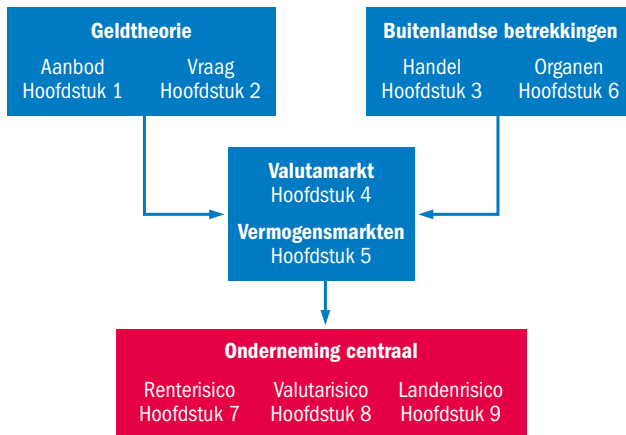 Geldtheorie
Aanbod
Hoofdstuk 1
Vraag
Hoofdstuk 2
Buitenlandse betrekkingen
Handel
Hoofdstuk 3
Organen
Hoofdstuk 6
Valutamarkt
Hoofdstuk 4
Vermogensmarkten
Hoofdstuk 5
Onderneming centraal
Renterisico
Hoofdstuk 7
Valutarisico
Hoofdstuk 8
Landenrisico
Hoofdstuk 9